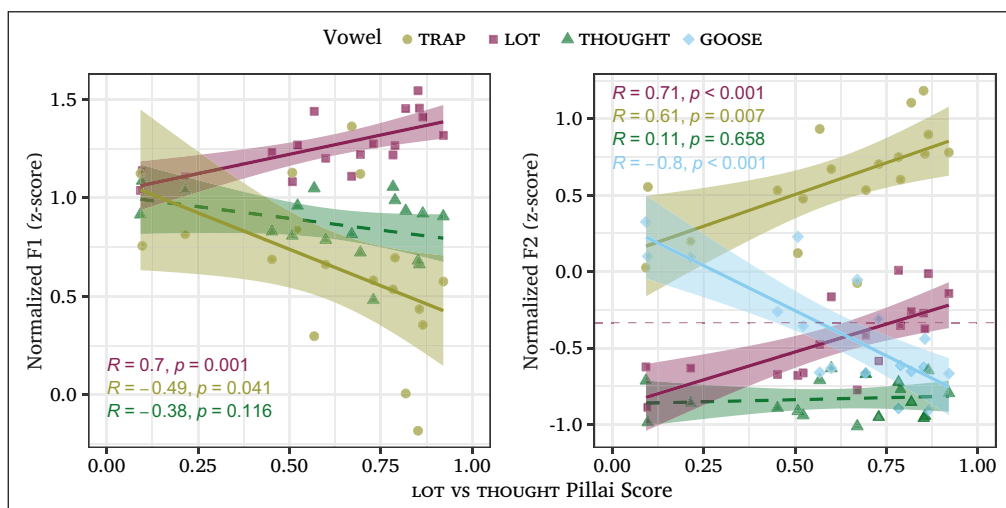 Vowel TRAP LOT THOUGHT GOOSE
Normalized F1 (z-score)
1.5
1.0
0.5
0.0
R = 0.7, p = 0.001
R = −0.49, p = 0.041
R = −0.38, p = 0.116
0.00 0.25 0.50 0.75 1.00
Normalized F2 (z-score)
1.0
0.5
0.0
-0.5
-1.0
R = 0.71, p < 0.001
R = 0.61, p = 0.007
R = 0.11, p = 0.658
R = −0.8, p < 0.001
0.00 0.25 0.50 0.75 1.00
LOT VS THOUGHT Pillai Score